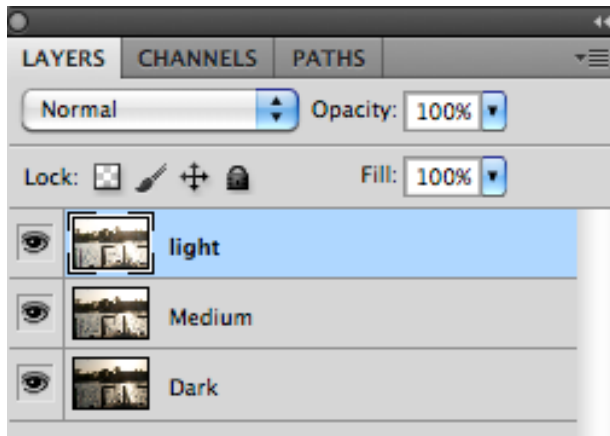 LAYERS CHANNELS PATHS
Normal Opacity: 100%
Lock: Fill: 100%
light
Medium
Dark